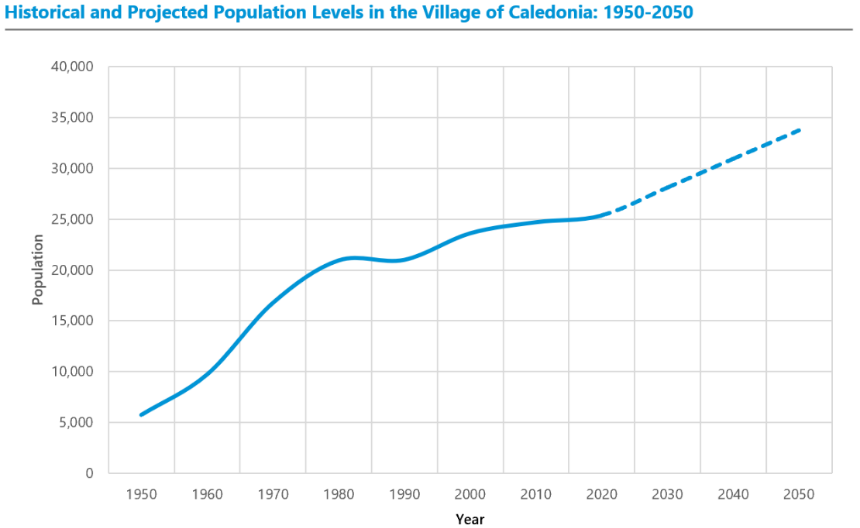 Historical and Projected Population Levels in the Village of Caledonia: 1950-2050
40,000
35,000
30,000
25,000
20,000
15,000
10,000
5,000
0
Population
1950 1960 1970 1980 1990 2000 2010 2020 2030 2040 2050
Year